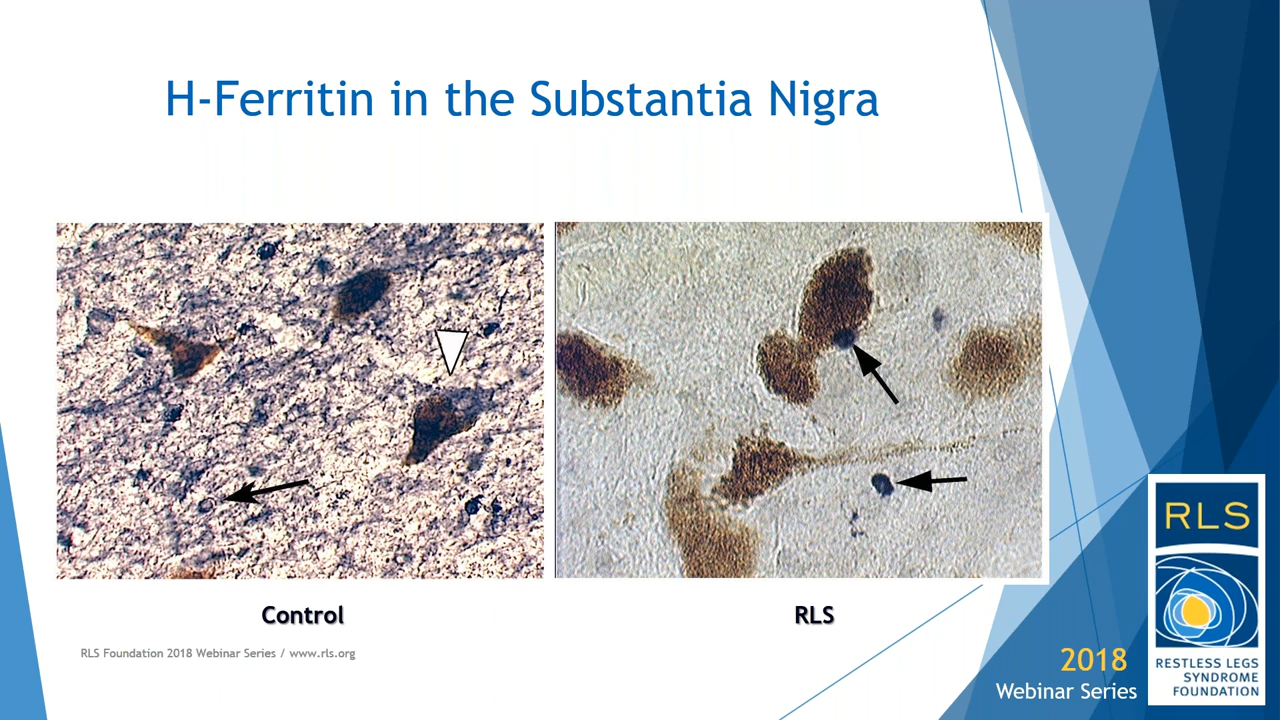 H-Ferritin in the Substantia Nigra
Control
RLS
RLS Foundation 2018 Webinar Series / www.rls.org
2018
Webinar Series
RLS
RESTLESS LEGS
SYNDROME
FOUNDATION